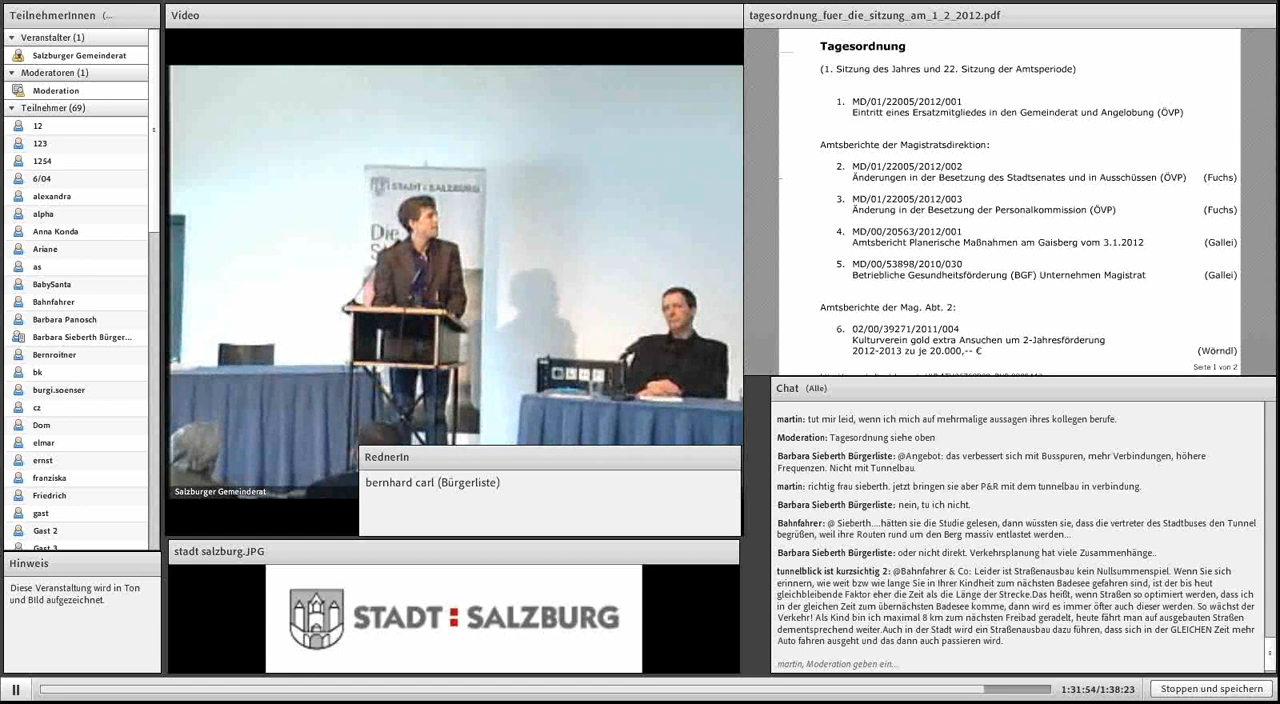 TeilnehmerInnen (...
Veranstalter (1)
Salzburger Gemeinderat
Moderatoren (1)
Moderation
Teilnehmer (69)
12
123
1254
6/04
alexandra
alpha
Anna Konda
Ariane
as
BabySanta
Bahnfahrer
Barbara Panosch
Barbara Sieberth Bürger...
Bernroitner
bk
burgi.soenser
cz
Dom
elmar
ernst
franziska
Friedrich
gast
Gast 2
Gast 3
Hinweis
Diese Veranstaltung wird in Ton
und BIld aufgezeichnet.
Video
STADT:SALZBURG
Die
Salzburger Gemeinderat
RednerIn
bernhard carl (Bürgerliste)
stadt salzburg.JPG
STADT:SALZBURG
tagesordnung_fuer_die_sitzung_am_1_2_2012.pdf
Tagesordnung
(1. Sitzung des Jahres und 22. Sitzung der Amtsperiode)
1. MD/01/22005/2012/001
Eintritt eines Ersatzmitgliedes in den Gemeinderat und Angelobung (ÖVP)
Amtsberichte der Magistratsdirektion:
2. MD/01/22005/2012/002
Änderungen in der Besetzung des Stadtsenates und in Ausschüssen (ÖVP) (Fuchs)
3. MD/01/22005/2012/003
Änderung in der Besetzung der Personalkommission (ÖVP) (Fuchs)
4. MD/00/20563/2012/001
Amtsbericht Planerische Maßnahmen am Gaisberg vom 3.1.2012 (Gallei)
5. MD/00/53898/2010/030
Betriebliche Gesundheitsförderung (BGF) Unternehmen Magistrat (Gallei)
Amtsberichte der Mag. Abt. 2:
6. 02/00/39271/2011/004
Kulturverein gold extra Ansuchen um 2-Jahresförderung
2012-2013 zu je 20.000,-- € (Wörndl)
Seite 1 von 2
Chat (Alle)
martin: tut mir leid, wenn ich mich auf mehrmalige aussagen ihres kollegen berufe.
Moderation: Tagesordnung siehe oben
Barbara Sieberth Bürgerliste: @Angebot: das verbessert sich mit Busspuren, mehr Verbindungen, höhere
Frequenzen. Nicht mit Tunnelbau.
martin: richtig frau sieberth. jetzt bringen sie aber P&R mit dem tunnelbau in verbindung.
Barbara Sieberth Bürgerliste: nein, tu ich nicht.
Bahnfahrer: @ Sieberth....hätten sie die Studie gelesen, dann wüssten sie, dass die vertreter des Stadtbuses den Tunnel
begrüßen, weil ihre Routen rund um den Berg massiv entlastet werden...
Barbara Sieberth Bürgerliste: oder nicht direkt. Verkehrsplanung hat viele Zusammenhänge..
tunnelblick ist kurzsichtig 2: @Bahnfahrer & Co: Leider ist Straßenausbau kein Nullsummenspiel. Wenn Sie sich
erinnern, wie weit bzw wie lange Sie in Ihrer Kindheit zum nächsten Badesee gefahren sind, ist der bis heut
gleichbleibende Faktor eher die Zeit als die Länge der Strecke.Das heißt, wenn Straßen so optimiert werden, dass ich
in der gleichen Zeit zum übernächsten Badesee komme, dann wird es immer öfter auch dieser werden. So wächst der
Verkehr! Als Kind bin ich maximal 8 km zum nächsten Freibad geradelt, heute fährt man auf ausgebauten Straßen
dementsprechend weiter.Auch in der Stadt wird ein Straßenausbau dazu führen, dass sich in der GLEICHEN Zeit mehr
Auto fahren ausgeht und das dann auch passieren wird.
martin, Moderation geben ein...
1:31:54/1:38:23
Stoppen und speichern